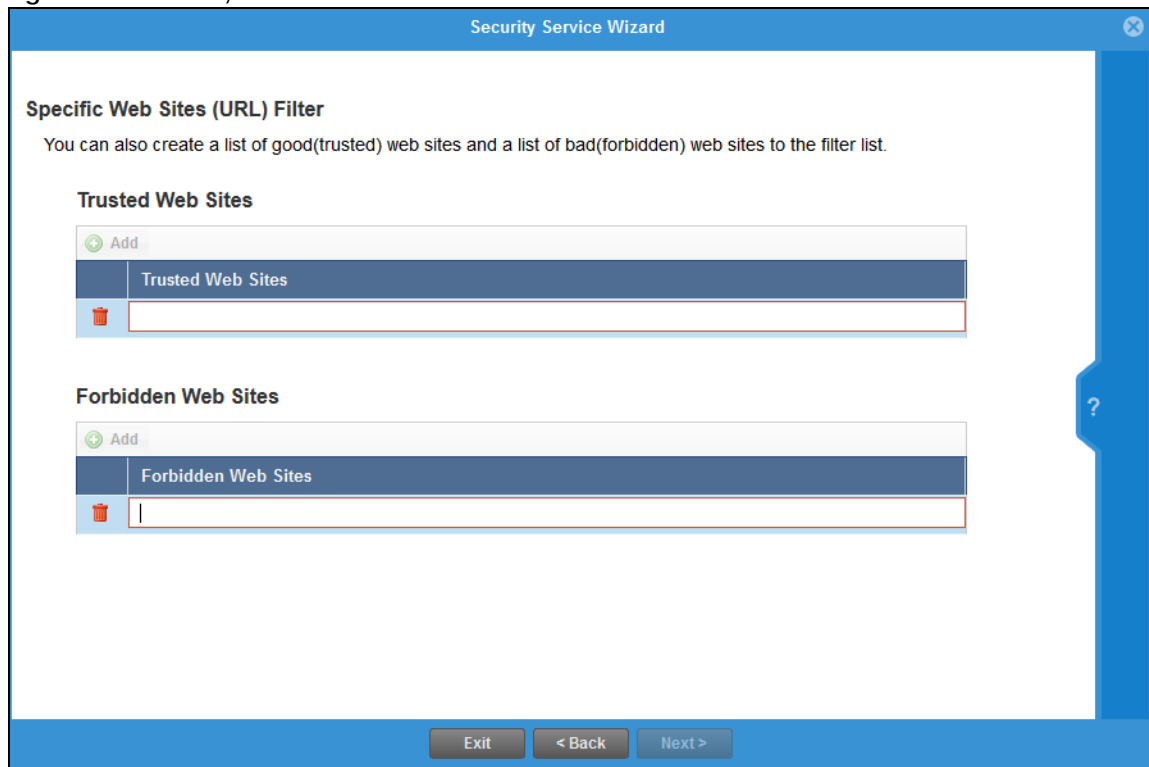 Security Service Wizard
Specific Web Sites (URL) Filter
You can also create a list of good(trusted) web sites and a list of bad(forbidden) web sites to the filter list.
Trusted Web Sites
Add
Trusted Web Sites
Forbidden Web Sites
?
Add
Forbidden Web Sites
Exit
< Back
Next >